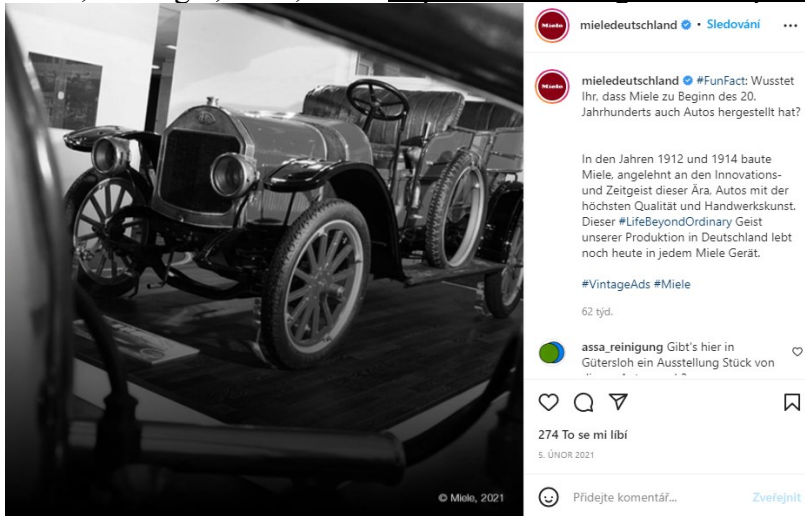 mieledeutschland • Sledování ...
mieledeutschland #FunFact: Wusstet
Ihr, dass Miele zu Beginn des 20.
Jahrhunderts auch Autos hergestellt hat?
In den Jahren 1912 und 1914 baute
Miele, angelehnt an den Innovations-
und Zeitgeist dieser Ära, Autos mit der
höchsten Qualität und Handwerkskunst.
Dieser #LifeBeyondOrdinary Geist
unserer Produktion in Deutschland lebt
noch heute in jedem Miele Gerät.
#VintageAds #Miele
62 týd.
assa_reinigung Gibt's hier in
Gütersloh ein Ausstellung Stück von
274 To se mi líbí
5. ÚNOR 2021
Přidejte komentář...
Zveřejnit
Miele
Miele
© Miele, 2021